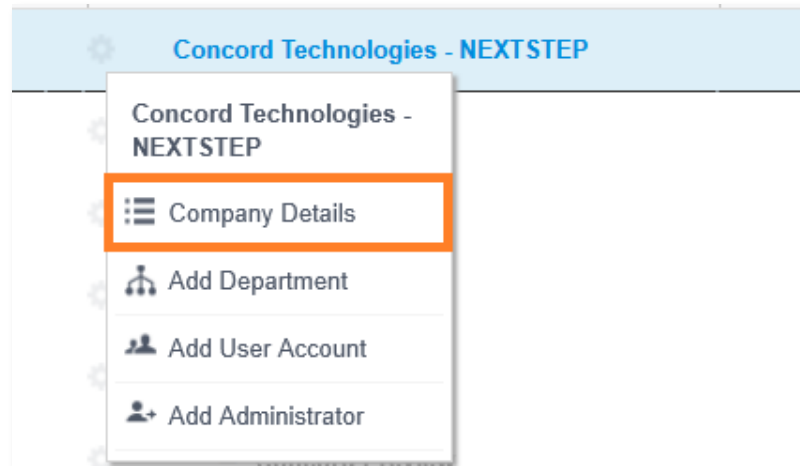 Concord Technologies - NEXTSTEP
Concord Technologies -
NEXTSTEP
Company Details
Add Department
Add User Account
Add Administrator